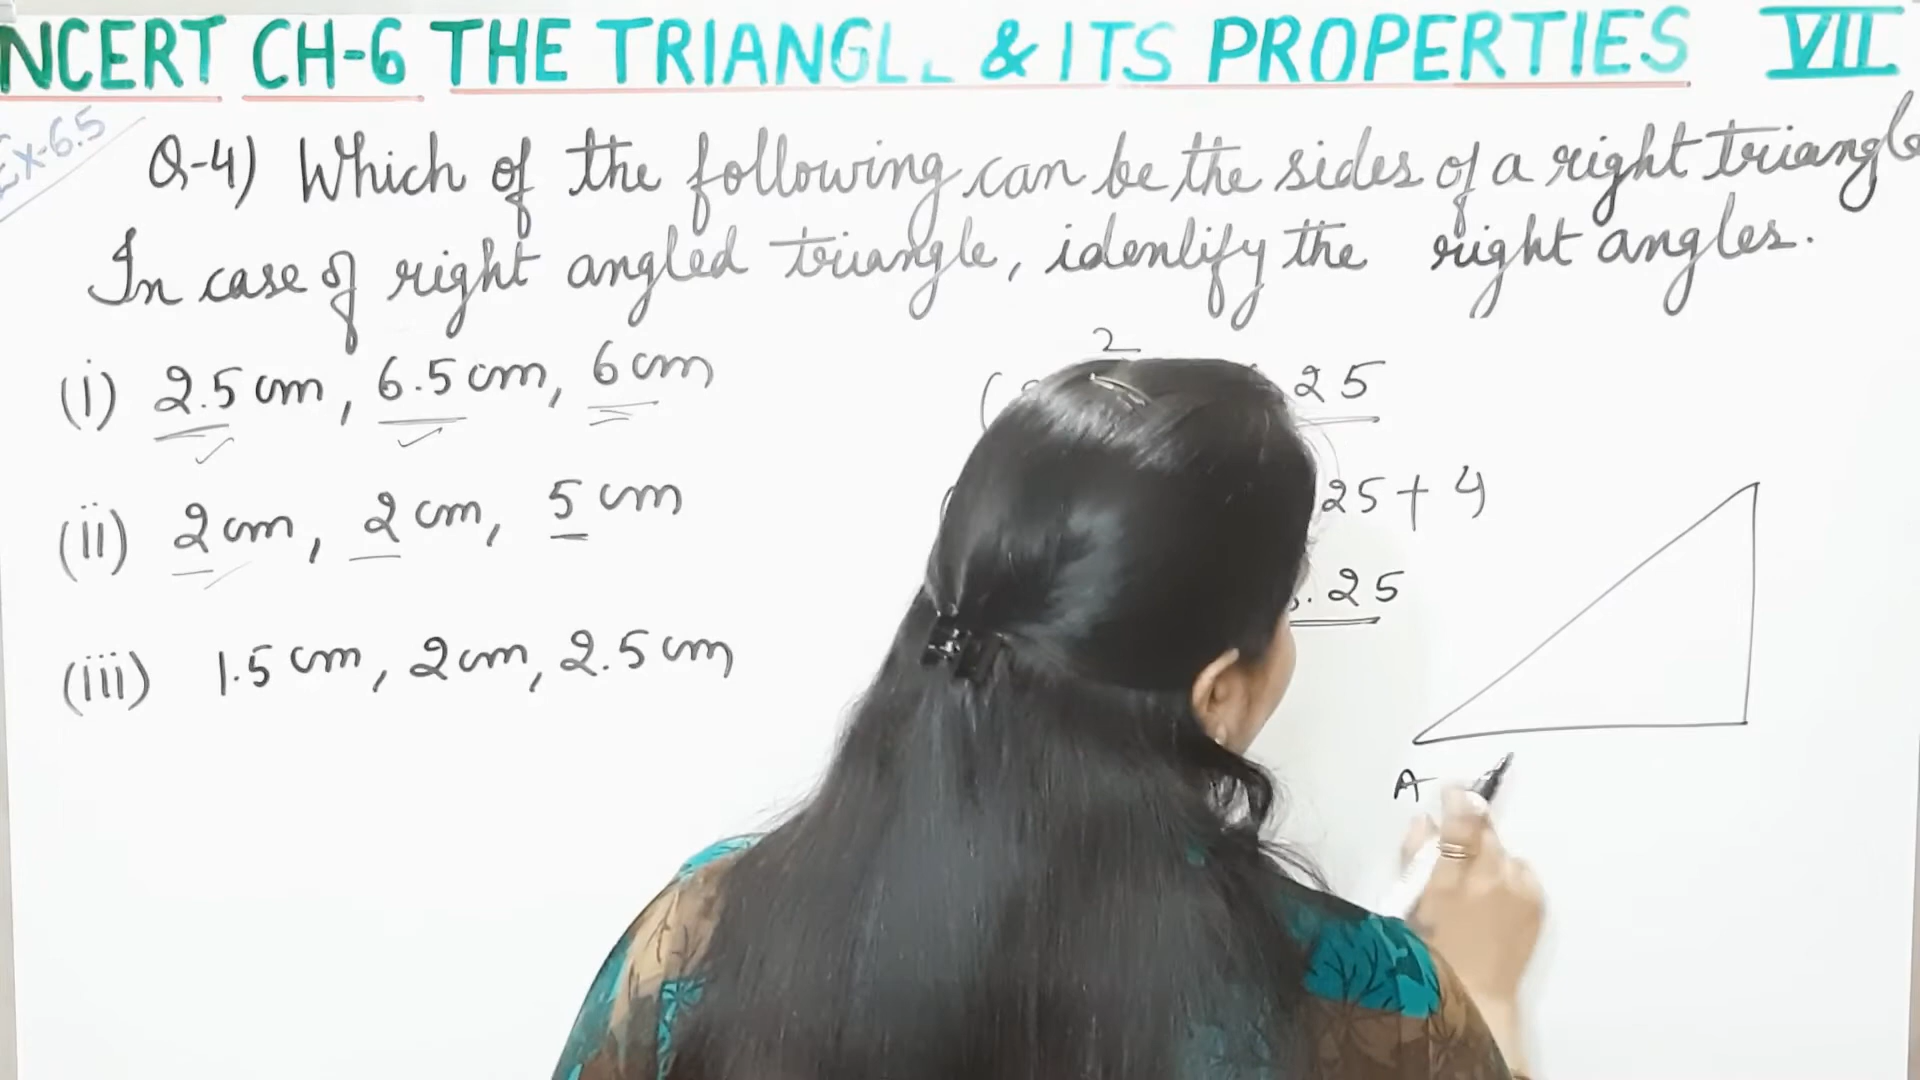 NCERT CH-6 THE TRIANGL & ITS PROPERTIES VII
Ex-6.5
Q-4) Which of the following can be the sides of a right triangle
In case of right angled triangle, identify the right angles.
(i) 2.5 cm, 6.5 cm, 6 cm
(ii) 2 cm, 2 cm, 5 cm
(iii) 1.5 cm, 2 cm, 2.5 cm
( 2 25
25 + 4
.25
A